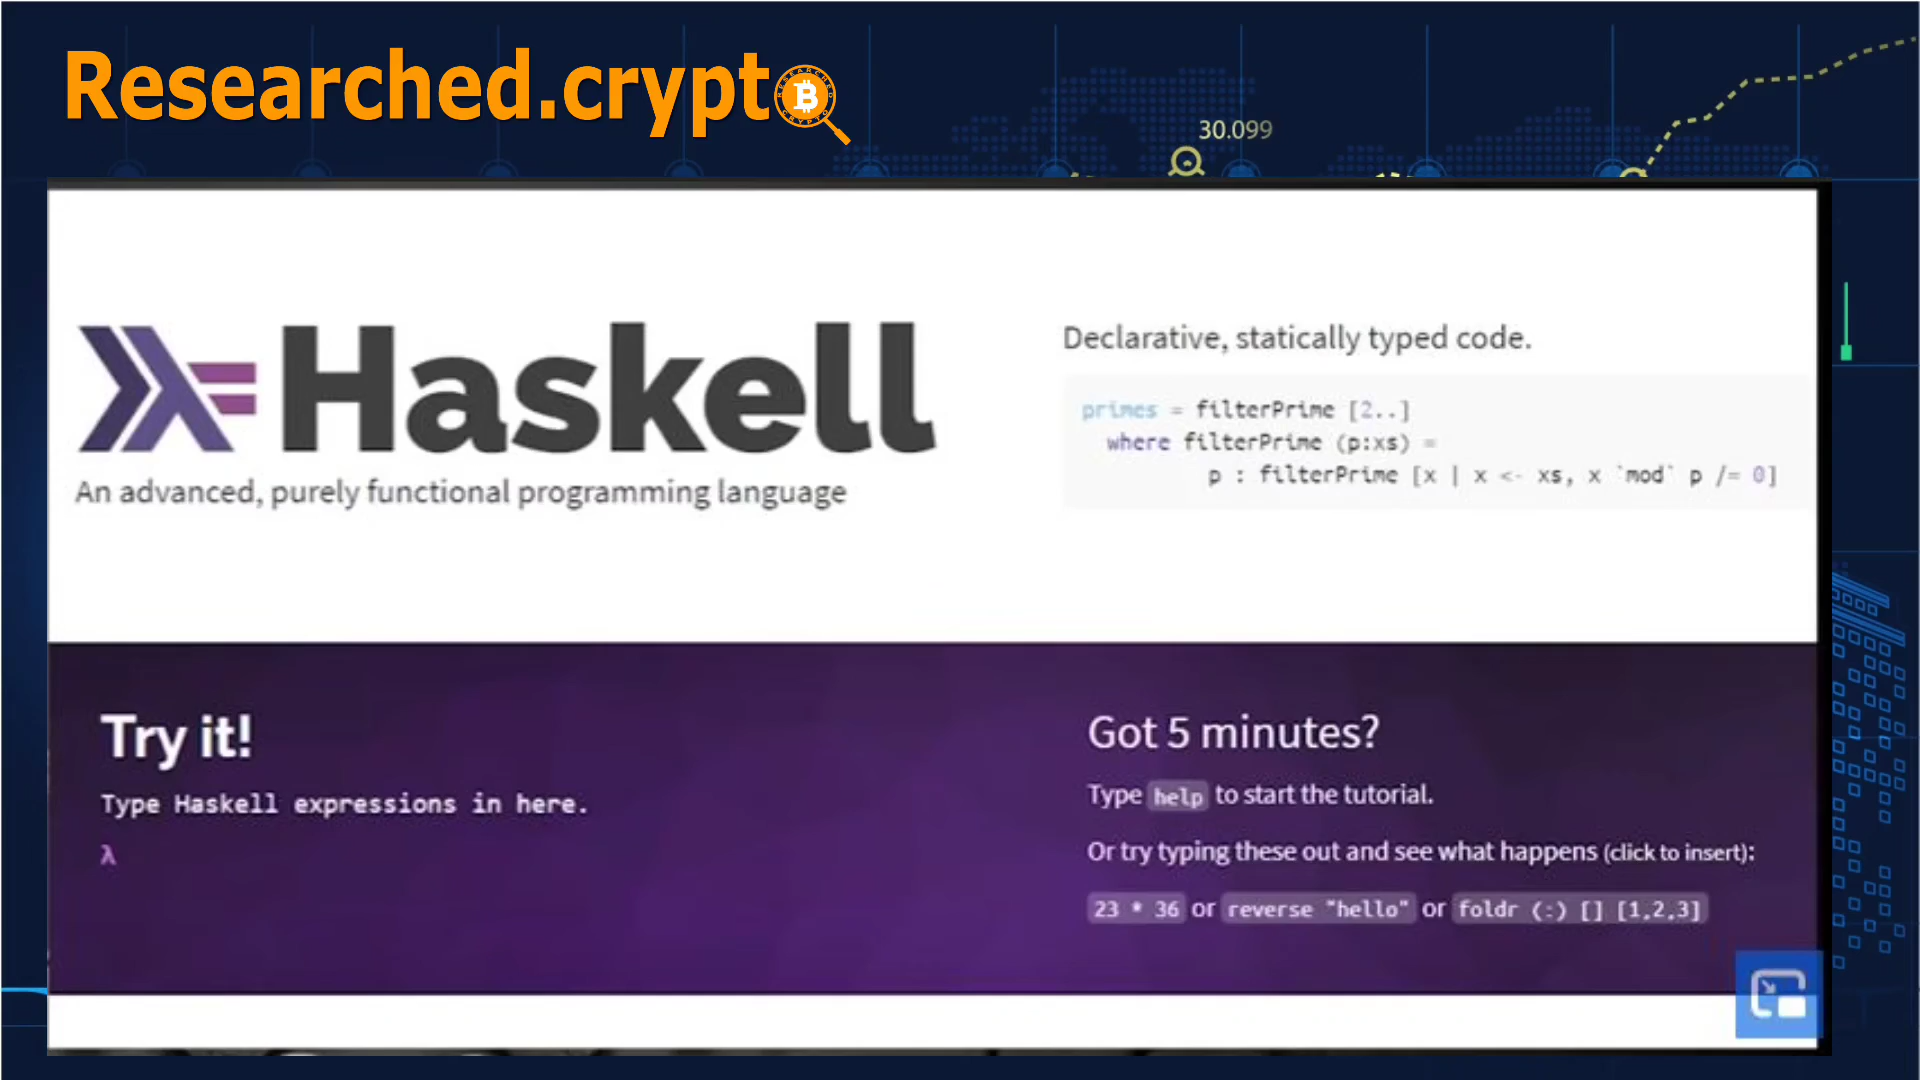 Researched.crypto
30.099
Haskell
An advanced, purely functional programming language
Declarative, statically typed code.
primes = filterPrime [2..]
where filterPrime (p:xs) =
p : filterPrime [x | x <- xs, x `mod` p /= 0]
Try it!
Type Haskell expressions in here.
λ
Got 5 minutes?
Type help to start the tutorial.
Or try typing these out and see what happens (click to insert):
23 * 36 or reverse "hello" or foldr (:) [] [1,2,3]